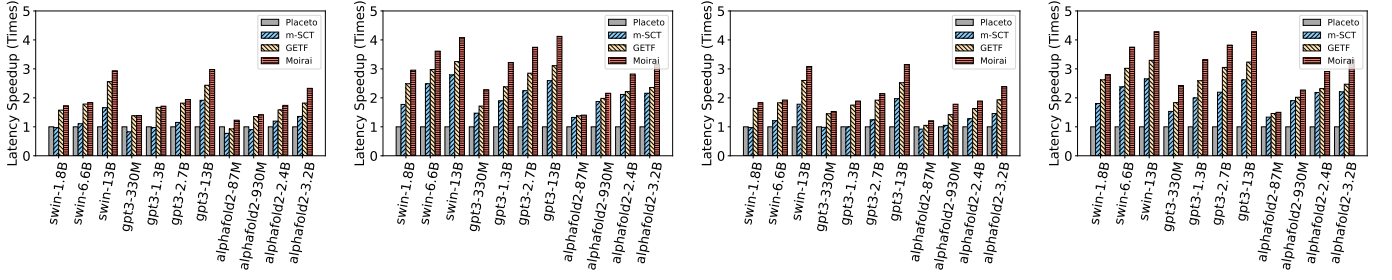 Latency Speedup (Times)
5
4
3
2
1
0
Placeto
m-SCT
GETF
Moirai
swin-1.8B
swin-6.6B
swin-13B
gpt3-330M
gpt3-1.3B
gpt3-2.7B
gpt3-13B
alphafold2-87M
alphafold2-930M
alphafold2-2.4B
alphafold2-3.2B
Latency Speedup (Times)
5
4
3
2
1
0
Placeto
m-SCT
GETF
Moirai
swin-1.8B
swin-6.6B
swin-13B
gpt3-330M
gpt3-1.3B
gpt3-2.7B
gpt3-13B
alphafold2-87M
alphafold2-930M
alphafold2-2.4B
alphafold2-3.2B
Latency Speedup (Times)
5
4
3
2
1
0
Placeto
m-SCT
GETF
Moirai
swin-1.8B
swin-6.6B
swin-13B
gpt3-330M
gpt3-1.3B
gpt3-2.7B
gpt3-13B
alphafold2-87M
alphafold2-930M
alphafold2-2.4B
alphafold2-3.2B
Latency Speedup (Times)
5
4
3
2
1
0
Placeto
m-SCT
GETF
Moirai
swin-1.8B
swin-6.6B
swin-13B
gpt3-330M
gpt3-1.3B
gpt3-2.7B
gpt3-13B
alphafold2-87M
alphafold2-930M
alphafold2-2.4B
alphafold2-3.2B